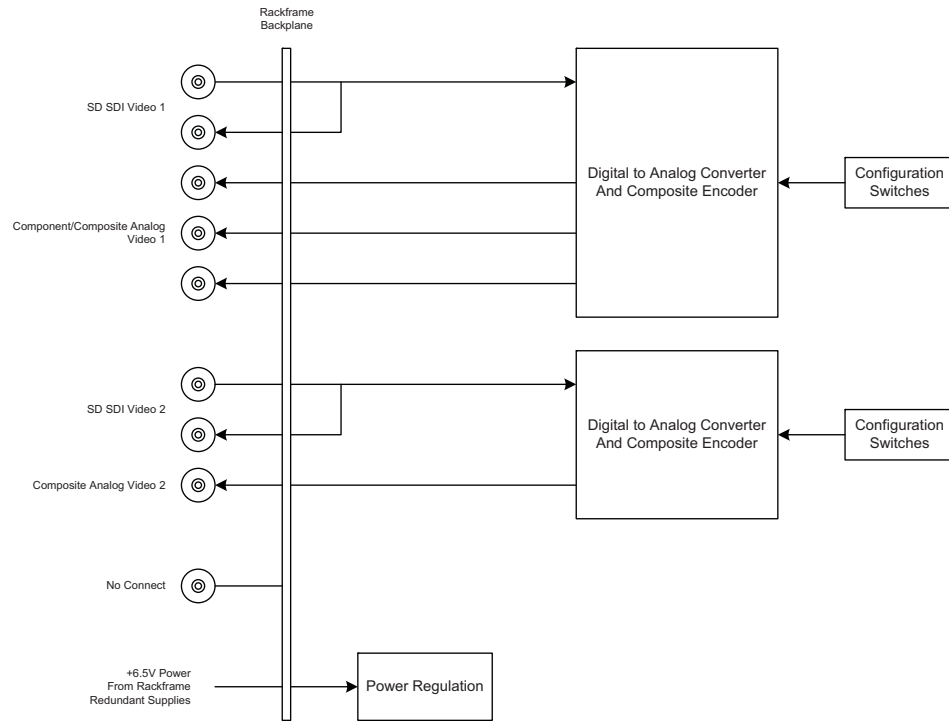 Rackframe
Backplane
SD SDI Video 1
Digital to Analog Converter
And Composite Encoder
Configuration
Switches
Component/Composite Analog
Video 1
SD SDI Video 2
Digital to Analog Converter
And Composite Encoder
Configuration
Switches
Composite Analog Video 2
No Connect
+6.5V Power
From Rackframe
Redundant Supplies
Power Regulation